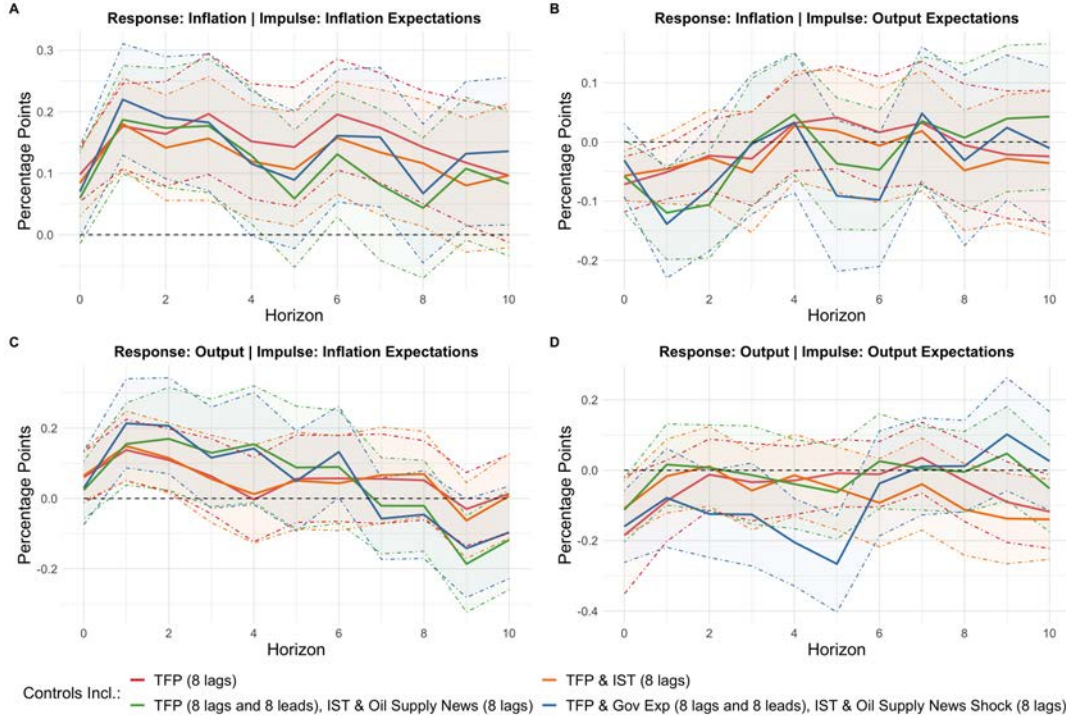 A
Response: Inflation | Impulse: Inflation Expectations
Percentage Points
0.3
0.2
0.1
0.0
0 2 4 6 8 10
Horizon
B
Response: Inflation | Impulse: Output Expectations
Percentage Points
0.1
0.0
-0.1
-0.2
0 2 4 6 8 10
Horizon
C
Response: Output | Impulse: Inflation Expectations
Percentage Points
0.2
0.0
-0.2
0 2 4 6 8 10
Horizon
D
Response: Output | Impulse: Output Expectations
Percentage Points
0.2
0.0
-0.2
-0.4
0 2 4 6 8 10
Horizon
Controls Incl.:
TFP (8 lags)
TFP & IST (8 lags)
TFP (8 lags and 8 leads), IST & Oil Supply News (8 lags)
TFP & Gov Exp (8 lags and 8 leads), IST & Oil Supply News Shock (8 lags)